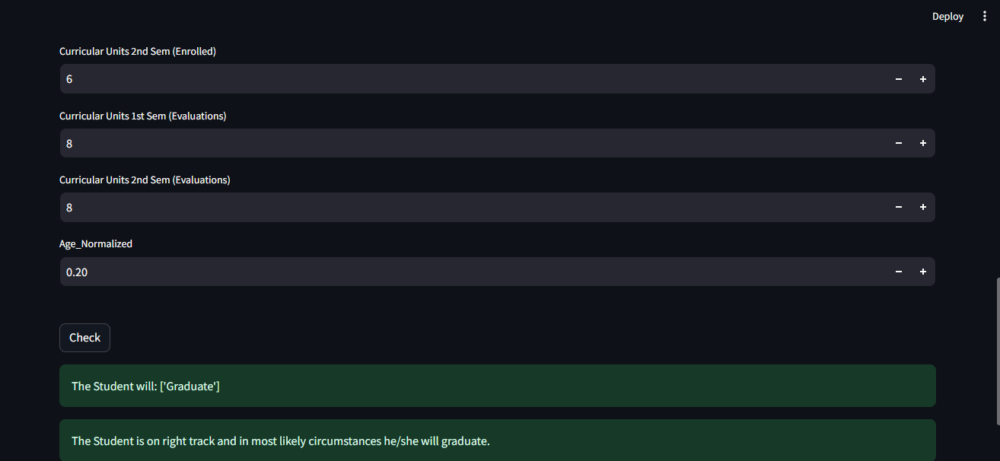 Deploy
Curricular Units 2nd Sem (Enrolled)
6
Curricular Units 1st Sem (Evaluations)
8
Curricular Units 2nd Sem (Evaluations)
8
Age_Normalized
0.20
Check
The Student will: ['Graduate']
The Student is on right track and in most likely circumstances he/she will graduate.